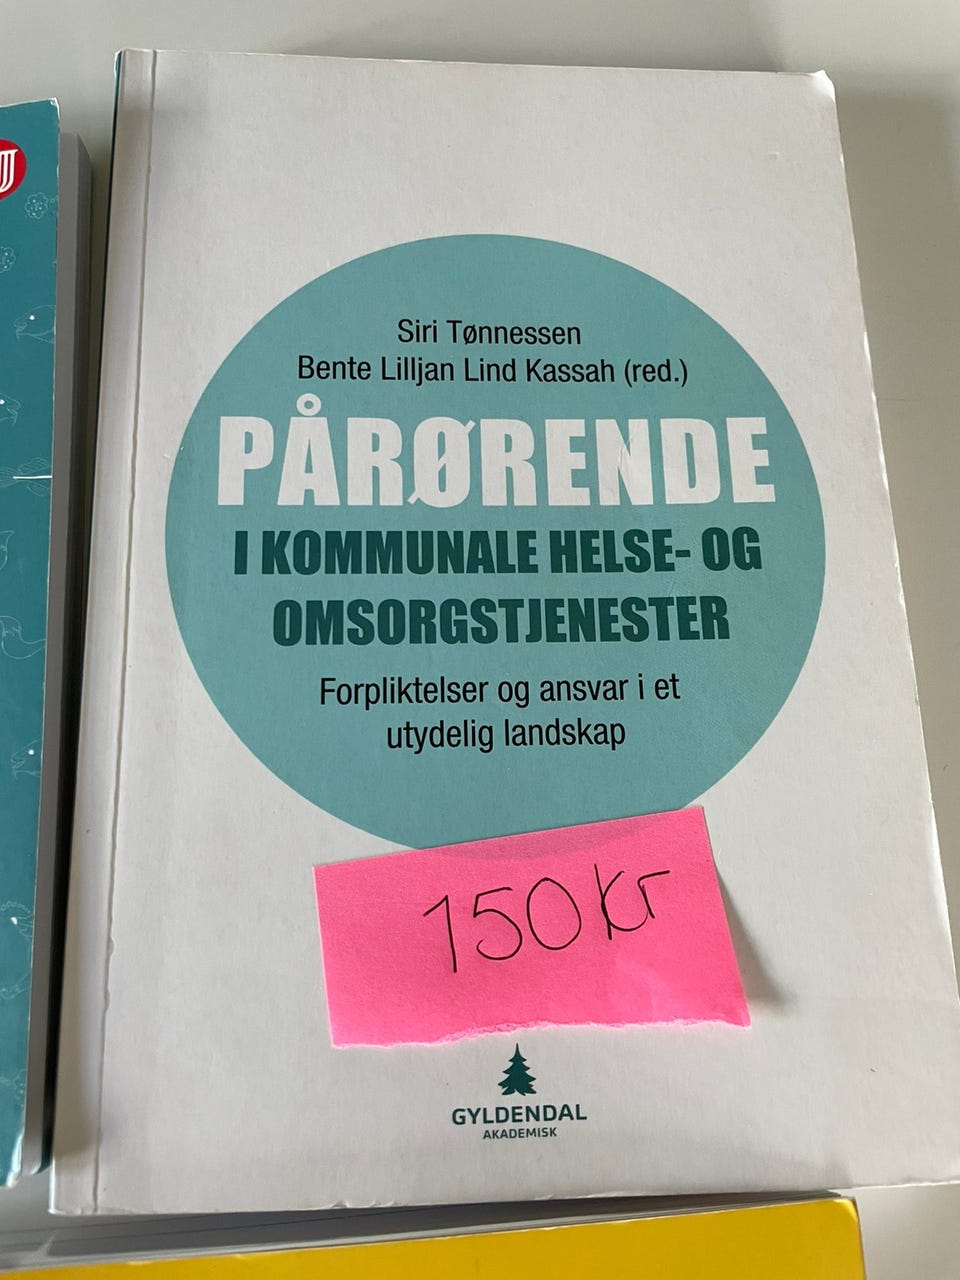 Siri Tønnessen
Bente Lilljan Lind Kassah (red.)
PÅRØRENDE
I KOMMUNALE HELSE- OG
OMSORGSTJENESTER
Forpliktelser og ansvar i et
utydelig landskap
150 kr
GYLDENDAL
AKADEMISK